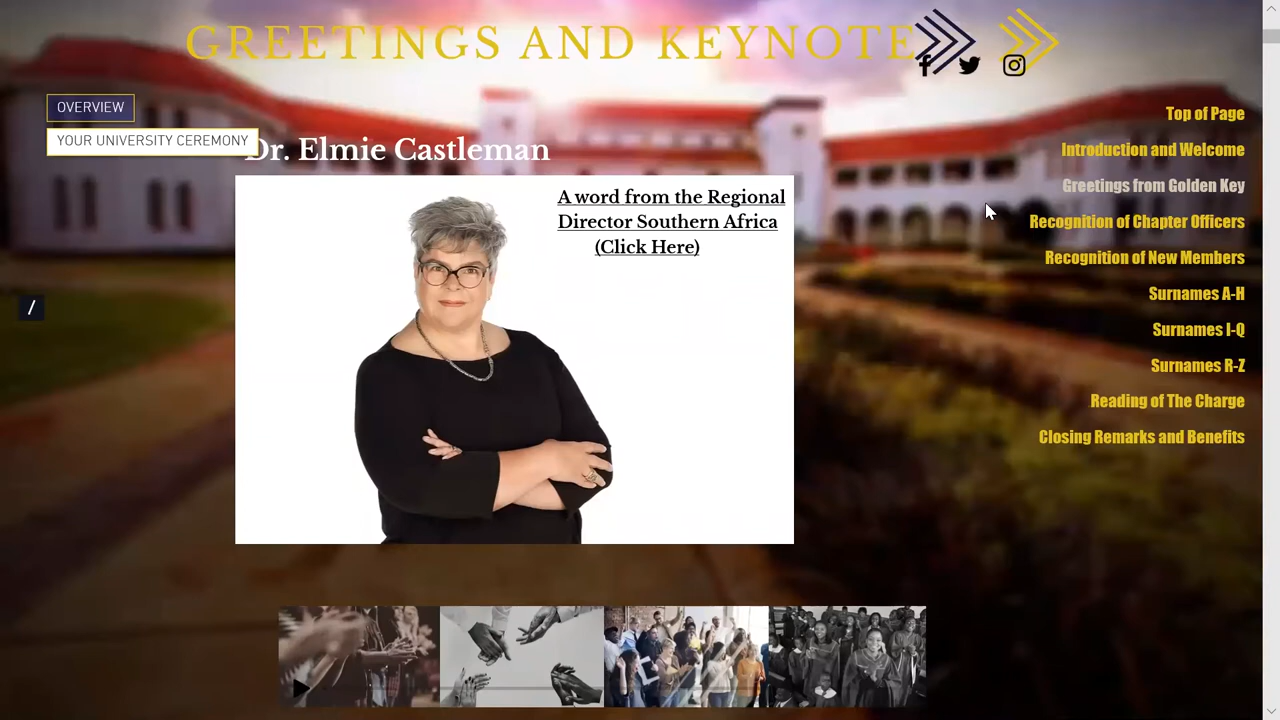 GREETINGS AND KEYNOTE
OVERVIEW
YOUR UNIVERSITY CEREMONY
Dr. Elmie Castleman
A word from the Regional
Director Southern Africa
(Click Here)
/
Top of Page
Introduction and Welcome
Greetings from Golden Key
Recognition of Chapter Officers
Recognition of New Members
Surnames A-H
Surnames I-Q
Surnames R-Z
Reading of The Charge
Closing Remarks and Benefits